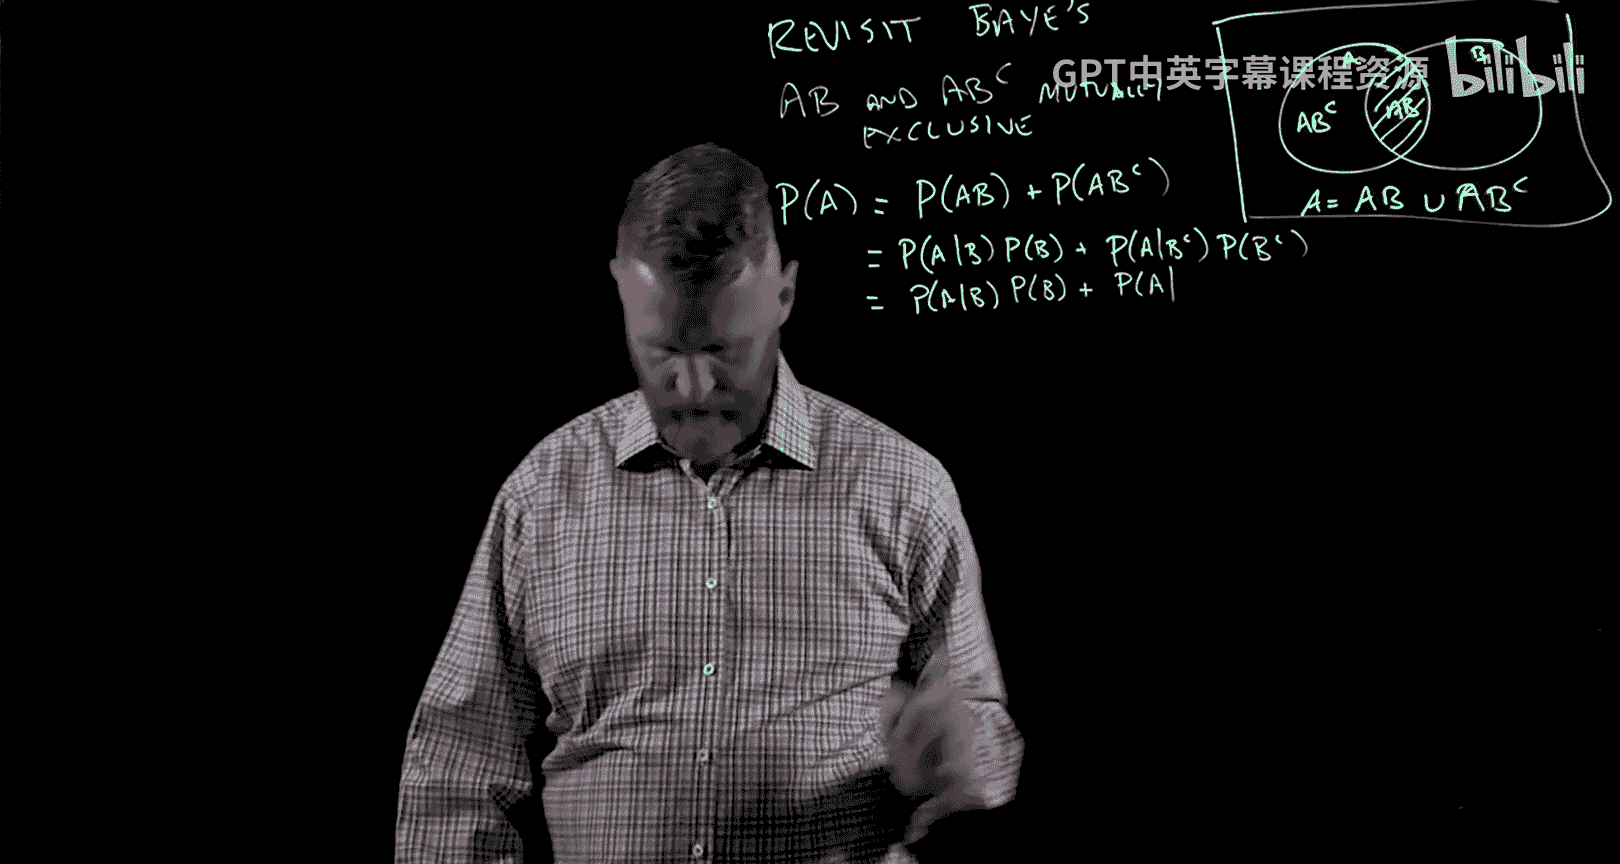 REVISIT BAYE'S
AB AND ABᶜ MUTUALLY
EXCLUSIVE
P(A) = P(AB) + P(ABᶜ)
= P(A|B) P(B) + P(A|Bᶜ) P(Bᶜ)
= P(A|B) P(B) + P(A|
GPT中英字幕课程资源
bilibili
A
B
ABᶜ
AB
A = AB ∪ ABᶜ